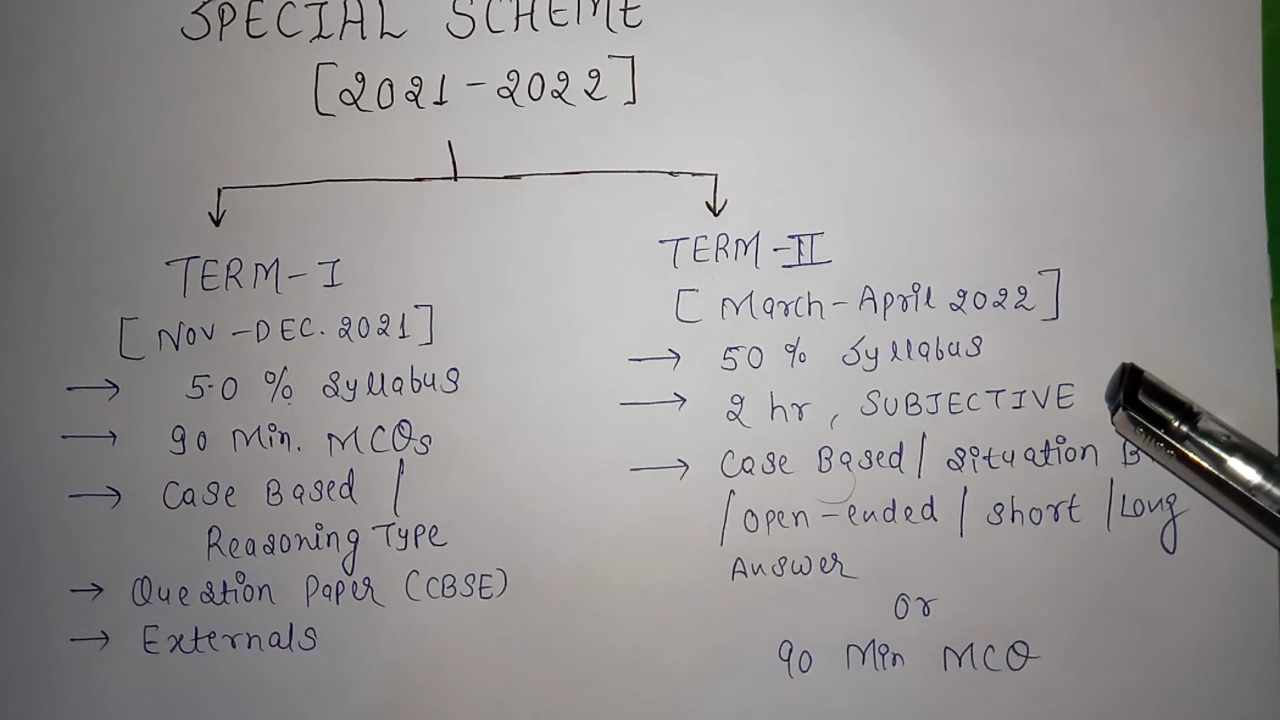 SPECIAL SCHEME
[2021-2022]
TERM-I
[NOV-DEC. 2021]
→ 50 % Syllabus
→ 90 Min. MCQs
→ Case Based /
Reasoning Type
→ Question Paper (CBSE)
→ Externals
TERM-II
[March-April 2022]
→ 50 % Syllabus
→ 2 hr, SUBJECTIVE
→ Case Based / Situation B
/ Open-ended / Short / Long
Answer
Or
90 Min MCQ